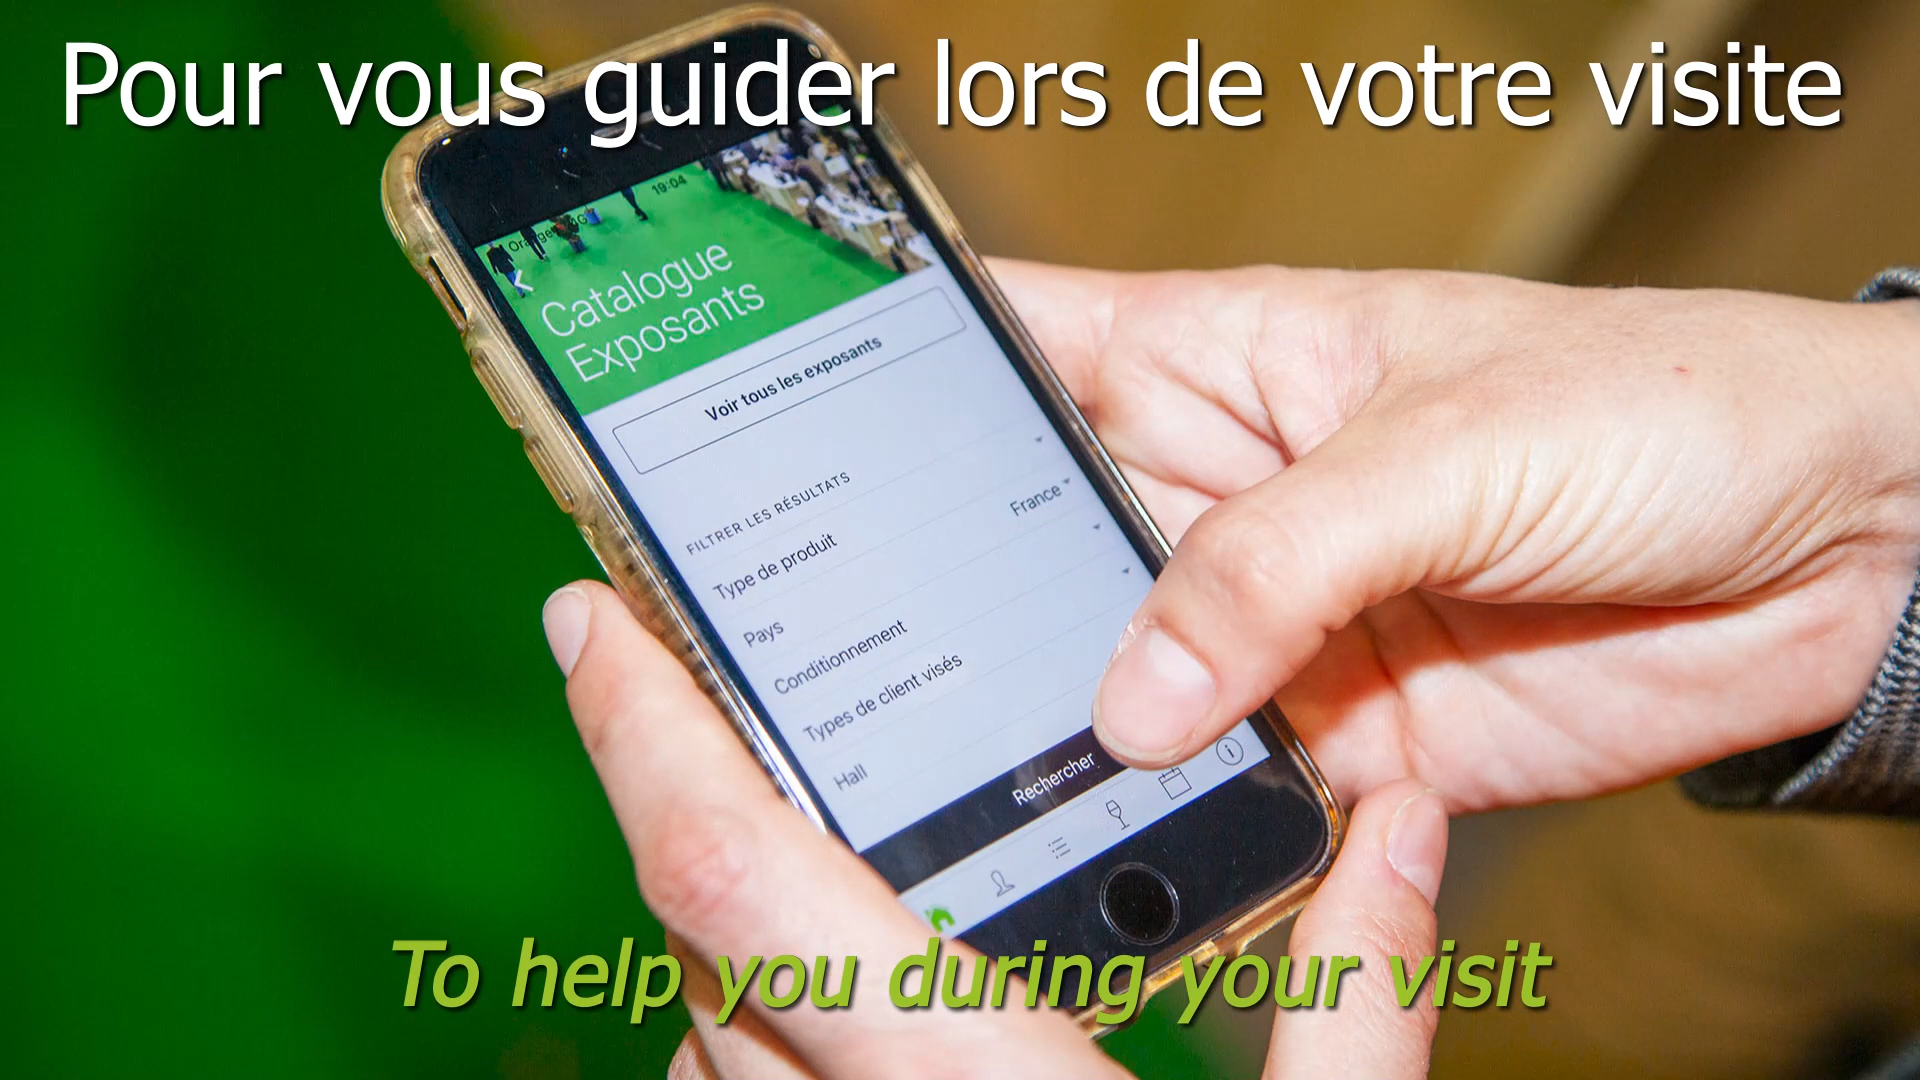 Pour vous guider lors de votre visite
19:04
Catalogue
Exposants
Voir tous les exposants
FILTRER LES RÉSULTATS
Type de produit
Pays France
Conditionnement
Types de client visés
Hall
Rechercher
To help you during your visit